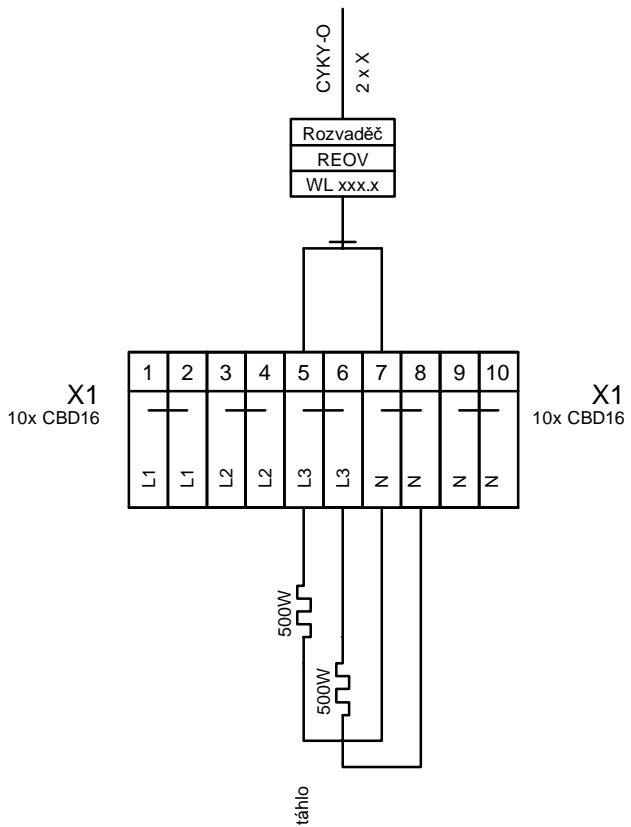 CYKY-O
2 x X
Rozvaděč
REOV
WL xxx.x
1 2 3 4 5 6 7 8 9 10
X1
10x CBD16
X1
10x CBD16
L1 L1 L2 L2 L3 L3 N N N N
500W
500W
táhlo